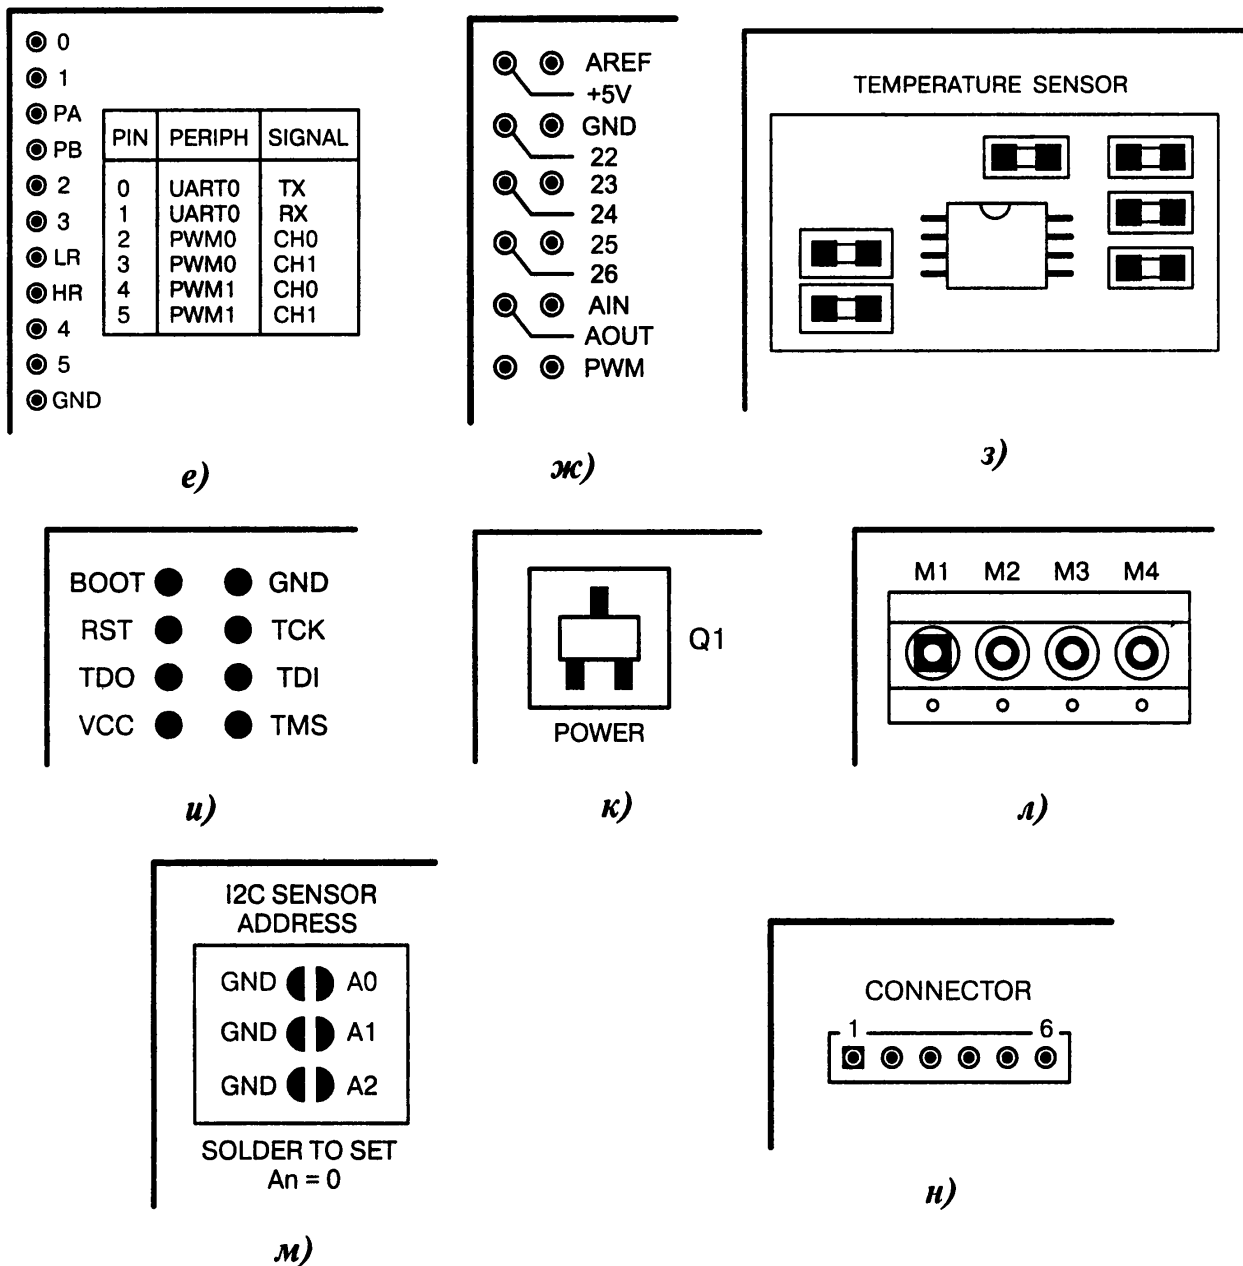 0
1
PA
PB
2
3
LR
HR
4
5
GND
PIN PERIPH SIGNAL
0 UART0 TX
1 UART0 RX
2 PWM0 CH0
3 PWM0 CH1
4 PWM1 CH0
5 PWM1 CH1
е)
AREF
+5V
GND
22
23
24
25
26
AIN
AOUT
PWM
ж)
TEMPERATURE SENSOR
з)
BOOT GND
RST TCK
TDO TDI
VCC TMS
и)
Q1
POWER
к)
M1 M2 M3 M4
л)
I2C SENSOR
ADDRESS
GND A0
GND A1
GND A2
SOLDER TO SET
An = 0
м)
CONNECTOR
1 6
н)